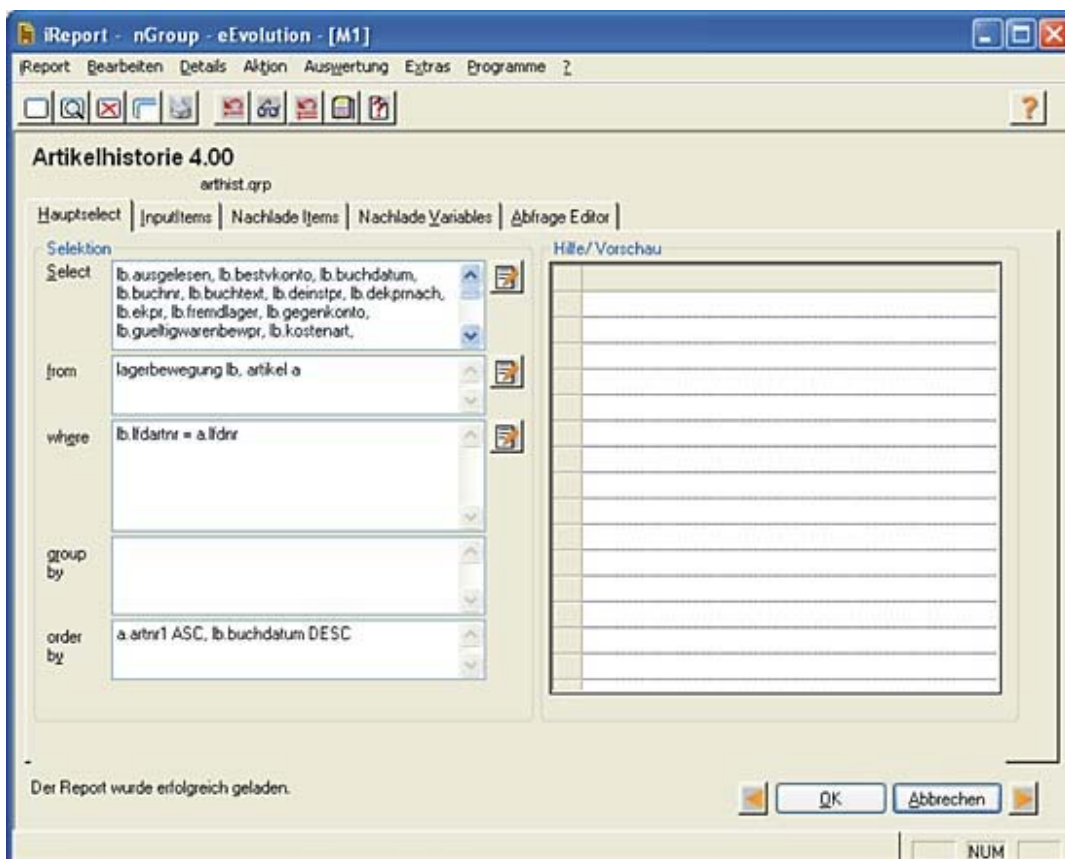 iReport - nGroup - eEvolution - [M1]
iReport Bearbeiten Details Aktion Auswertung Extras Programme ?
Artikelhistorie 4.00
arthist.qrp
Hauptselect InputItems Nachlade Items Nachlade Variables Abfrage Editor
Selektion
Select
lb.ausgelesen, lb.bestvkonto, lb.buchdatum,
lb.buchnr, lb.buchtext, lb.deinstpr, lb.dekprnach,
lb.ekpr, lb.fremdlager, lb.gegenkonto,
lb.gueltigwarenbewpr, lb.kostenart,
from
lagerbewegung lb, artikel a
where
lb.lfdartnr = a.lfdnr
group
by
order
by
a.artnr1 ASC, lb.buchdatum DESC
Hilfe/Vorschau
Der Report wurde erfolgreich geladen.
OK
Abbrechen
NUM